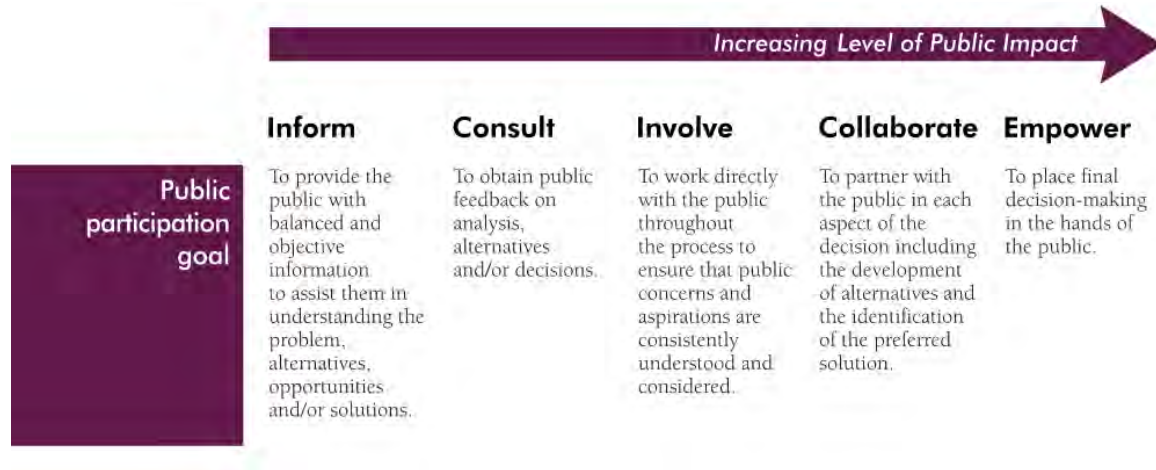 Increasing Level of Public Impact
Inform
Consult
Involve
Collaborate
Empower
Public
participation
goal
To provide the
public with
balanced and
objective
information
to assist them in
understanding the
problem,
alternatives,
opportunities
and/or solutions.
To obtain public
feedback on
analysis,
alternatives
and/or decisions.
To work directly
with the public
throughout
the process to
ensure that public
concerns and
aspirations are
consistently
understood and
considered.
To partner with
the public in each
aspect of the
decision including
the development
of alternatives and
the identification
of the preferred
solution.
To place final
decision-making
in the hands of
the public.